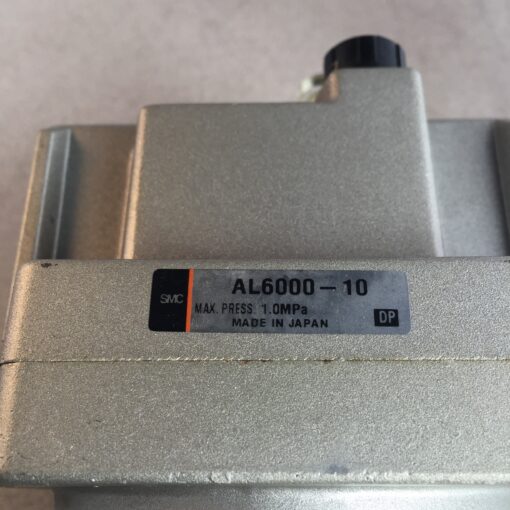 SMC
AL6000-10
MAX. PRESS. 1.0MPa
MADE IN JAPAN
DP